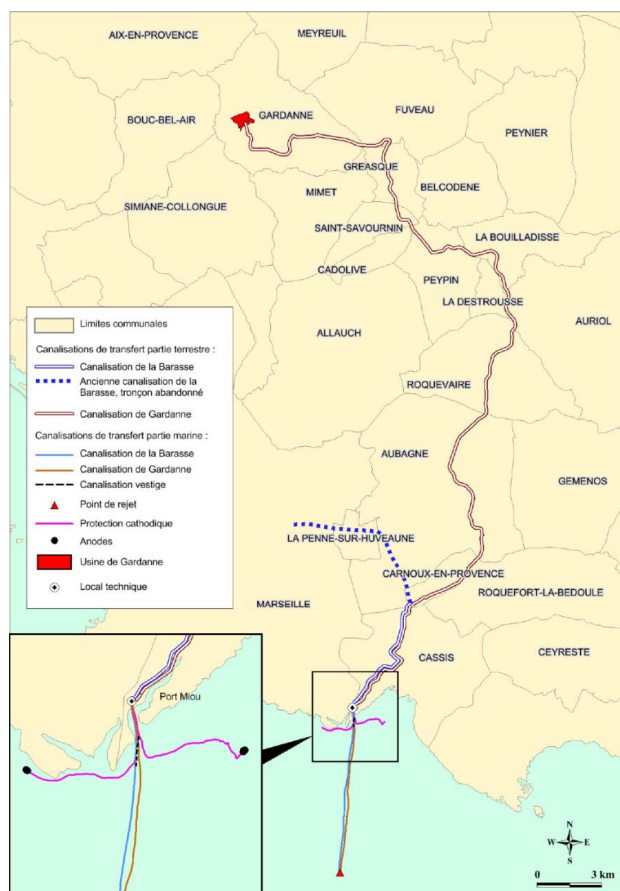 AIX-EN-PROVENCE
MEYREUIL
GARDANNE
FUVEAU
BOUC-BEL-AIR
PEYNIER
GREASQUE
BELCODENE
MIMET
SIMIANE-COLLONGUE
SAINT-SAVOURNIN
LA BOUILLADISSE
CADOLIVE
PEYPIN
LA DESTROUSSE
AURIOL
ALLAUCH
ROQUEVAIRE
AUBAGNE
GEMENOS
LA PENNE-SUR-HUVEAUNE
CARNOUX-EN-PROVENCE
ROQUEFORT-LA-BEDOULE
MARSEILLE
CASSIS
CEYRESTE
Limites communales
Canalisations de transfert partie terrestre :
Canalisation de la Barasse
Ancienne canalisation de la
Barasse, tronçon abandonné
Canalisation de Gardanne
Canalisations de transfert partie marine :
Canalisation de la Barasse
Canalisation de Gardanne
Canalisation vestige
Point de rejet
Protection cathodique
Anodes
Usine de Gardanne
Local technique
Port Miou
N
W E
S
0 3 km